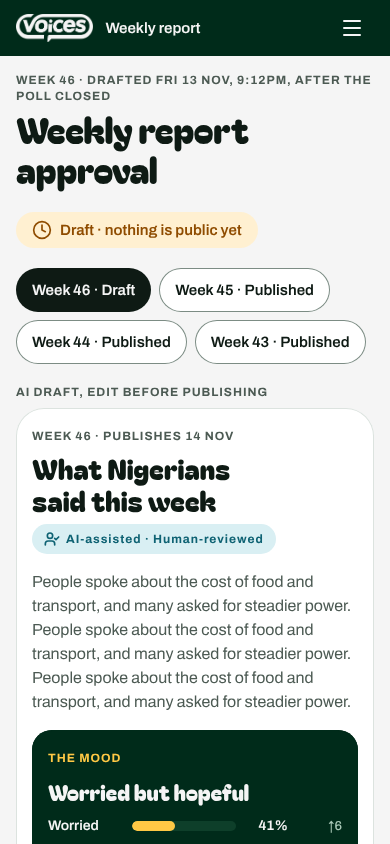 Voices Weekly report
WEEK 46 · DRAFTED FRI 13 NOV, 9:12PM, AFTER THE
POLL CLOSED
Weekly report
approval
Draft · nothing is public yet
Week 46 · Draft
Week 45 · Published
Week 44 · Published
Week 43 · Published
AI DRAFT, EDIT BEFORE PUBLISHING
WEEK 46 · PUBLISHES 14 NOV
What Nigerians
said this week
AI-assisted · Human-reviewed
People spoke about the cost of food and
transport, and many asked for steadier power.
People spoke about the cost of food and
transport, and many asked for steadier power.
People spoke about the cost of food and
transport, and many asked for steadier power.
THE MOOD
Worried but hopeful
Worried 41% ↑6